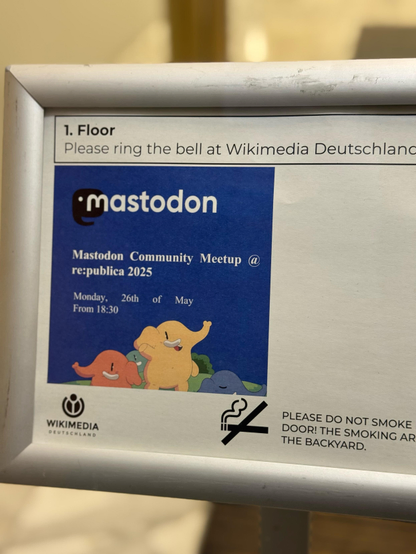 1. Floor
Please ring the bell at Wikimedia Deutschland
mastodon
Mastodon Community Meetup @
re:publica 2025
Monday, 26th of May
From 18:30
WIKIMEDIA
DEUTSCHLAND
PLEASE DO NOT SMOKE
DOOR! THE SMOKING AR
THE BACKYARD.